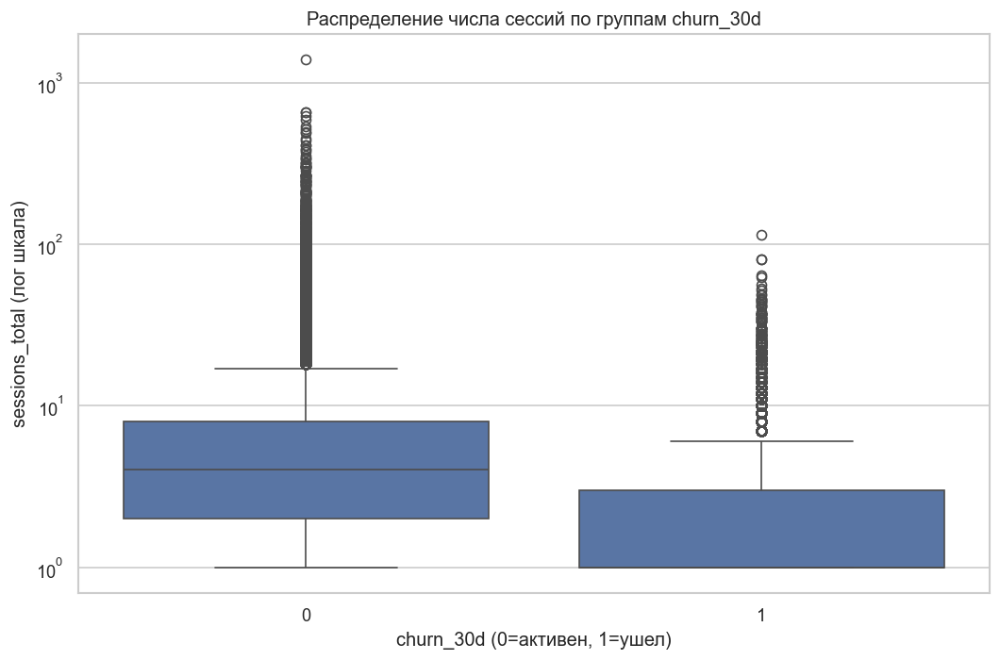 Распределение числа сессий по группам churn_30d
sessions_total (лог шкала)
10³
10²
10¹
10⁰
0
1
churn_30d (0=активен, 1=ушел)